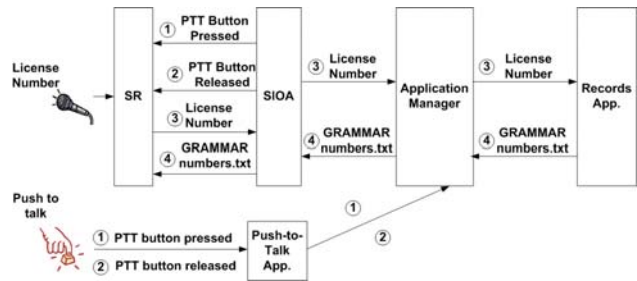 License
Number
SR
① PTT Button
Pressed
② PTT Button
Released
③ License
Number
④ GRAMMAR
numbers.txt
SIOA
③ License
Number
④ GRAMMAR
numbers.txt
Application
Manager
③ License
Number
④ GRAMMAR
numbers.txt
Records
App.
Push to
talk
① PTT button pressed
② PTT button released
Push-to-
Talk
App.
①
②